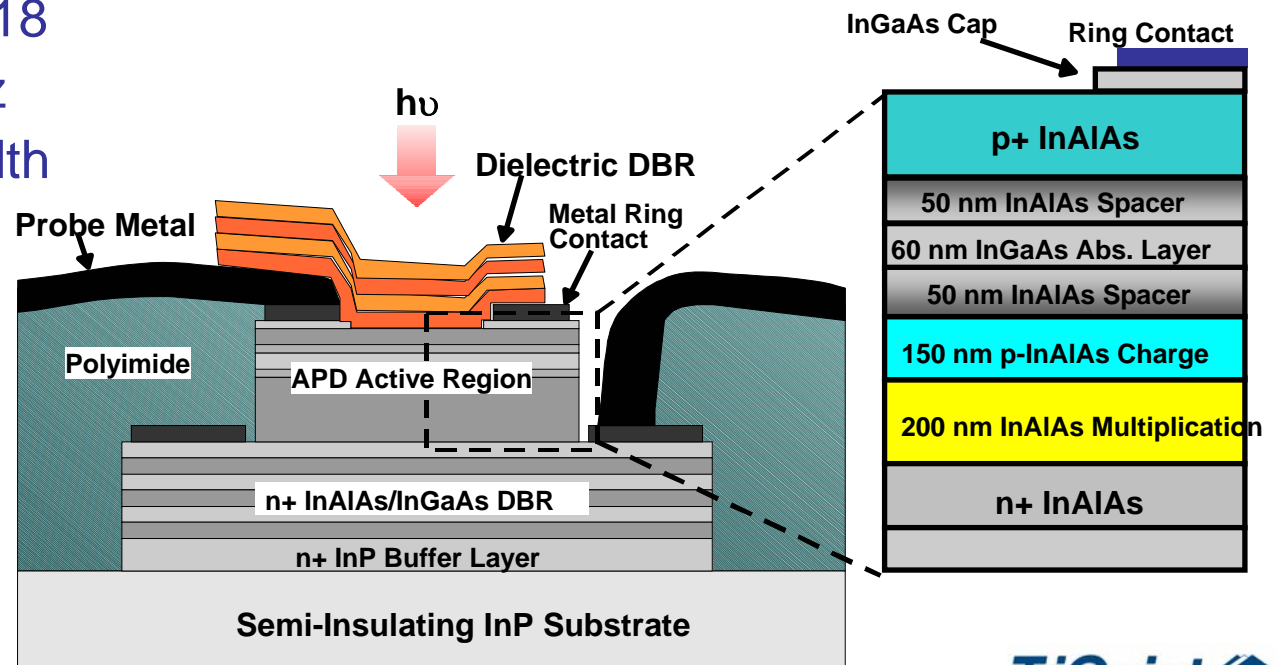 18
z
dth
hυ
Dielectric DBR
Probe Metal
Metal Ring
Contact
Polyimide
APD Active Region
n+ InAlAs/InGaAs DBR
n+ InP Buffer Layer
Semi-Insulating InP Substrate
InGaAs Cap
Ring Contact
p+ InAlAs
50 nm InAlAs Spacer
60 nm InGaAs Abs. Layer
50 nm InAlAs Spacer
150 nm p-InAlAs Charge
200 nm InAlAs Multiplication
n+ InAlAs